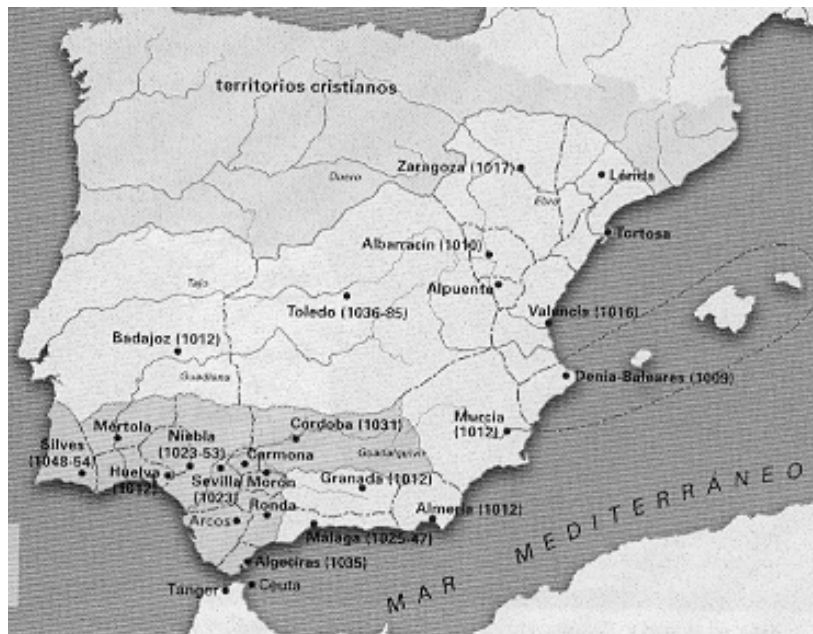 territorios cristianos
Duero
Zaragoza (1017)
Lérida
Ebro
Tortosa
Albarracín (1010)
Alpuente
Tajo
Toledo (1036-85)
Valencia (1016)
Badajoz (1012)
Guadiana
Denia-Baleares (1009)
Murcia
(1012)
Córdoba (1031)
Guadalquivir
Mértola
Niebla
(1023-53)
Carmona
Silves
(1048-54)
Huelva
(1012)
Sevilla
(1023)
Morón
Granada (1012)
Ronda
Arcos
Almería (1012)
Málaga (1025-47)
Algeciras (1035)
Tánger
Ceuta
MAR MEDITERRÁNEO